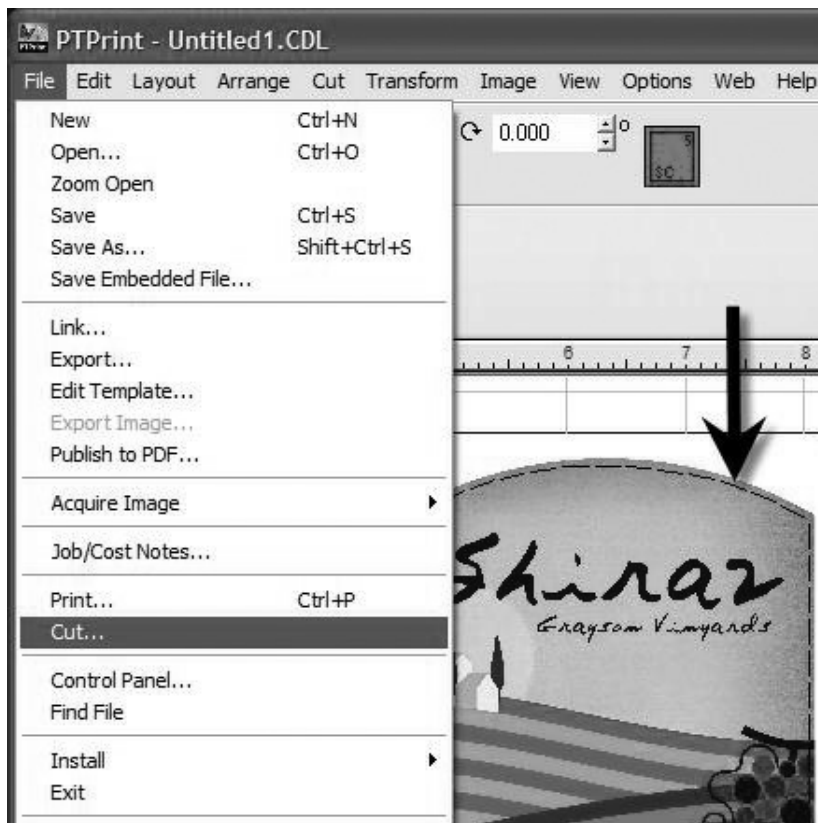 PTPrint - Untitled1.CDL
File Edit Layout Arrange Cut Transform Image View Options Web Help
New Ctrl+N
Open... Ctrl+O
Zoom Open
Save Ctrl+S
Save As... Shift+Ctrl+S
Save Embedded File...
Link...
Export...
Edit Template...
Export Image...
Publish to PDF...
Acquire Image
Job/Cost Notes...
Print... Ctrl+P
Cut...
Control Panel...
Find File
Install
Exit
0.000 °
5
SC
6 7 8
Shiraz
Grayson Vineyards